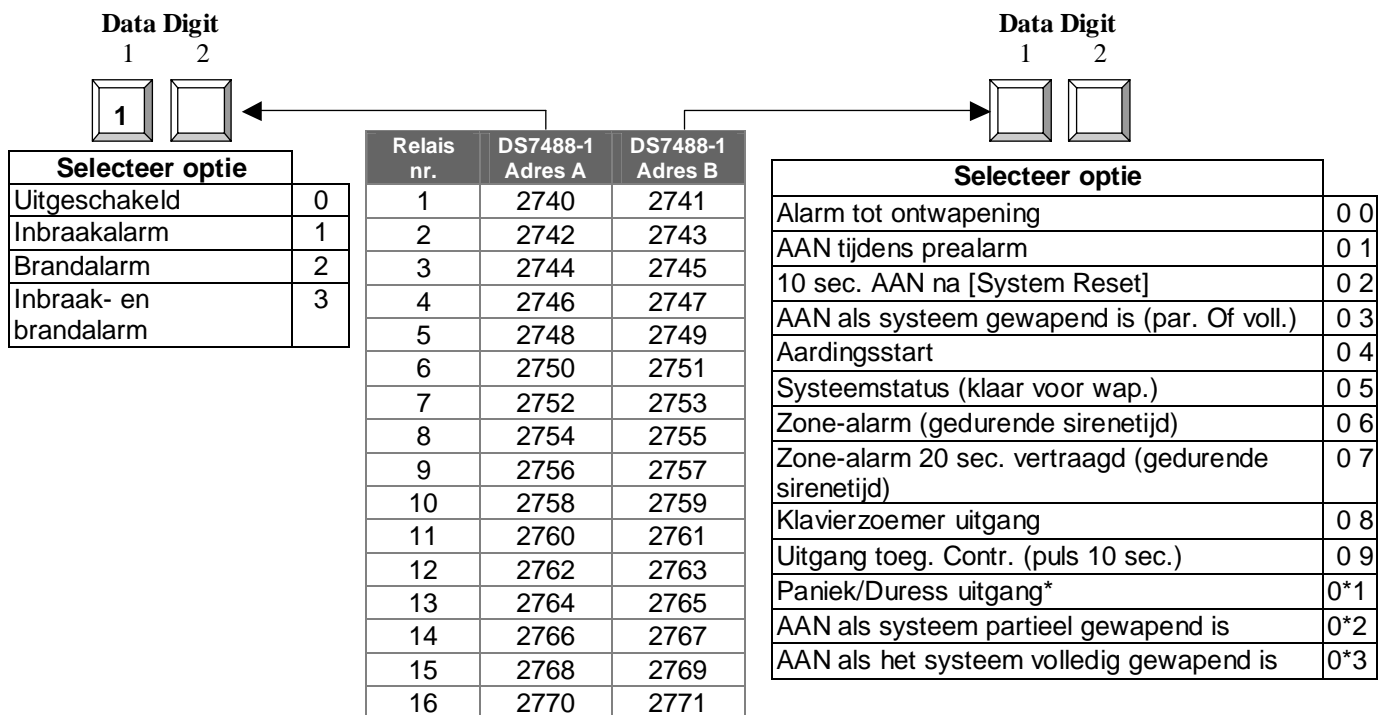 Data Digit
1 2
1
Selecteer optie
Uitgeschakeld 0
Inbraakalarm 1
Brandalarm 2
Inbraak- en 3
brandalarm
Relais DS7488-1 DS7488-1
nr. Adres A Adres B
1 2740 2741
2 2742 2743
3 2744 2745
4 2746 2747
5 2748 2749
6 2750 2751
7 2752 2753
8 2754 2755
9 2756 2757
10 2758 2759
11 2760 2761
12 2762 2763
13 2764 2765
14 2766 2767
15 2768 2769
16 2770 2771
Data Digit
1 2
Selecteer optie
Alarm tot ontwapening 0 0
AAN tijdens prealarm 0 1
10 sec. AAN na [System Reset] 0 2
AAN als systeem gewapend is (par. Of voll.) 0 3
Aardingsstart 0 4
Systeemstatus (klaar voor wap.) 0 5
Zone-alarm (gedurende sirenetijd) 0 6
Zone-alarm 20 sec. vertraagd (gedurende 0 7
sirenetijd)
Klavierzoemer uitgang 0 8
Uitgang toeg. Contr. (puls 10 sec.) 0 9
Paniek/Duress uitgang* 0*1
AAN als systeem partieel gewapend is 0*2
AAN als het systeem volledig gewapend is 0*3